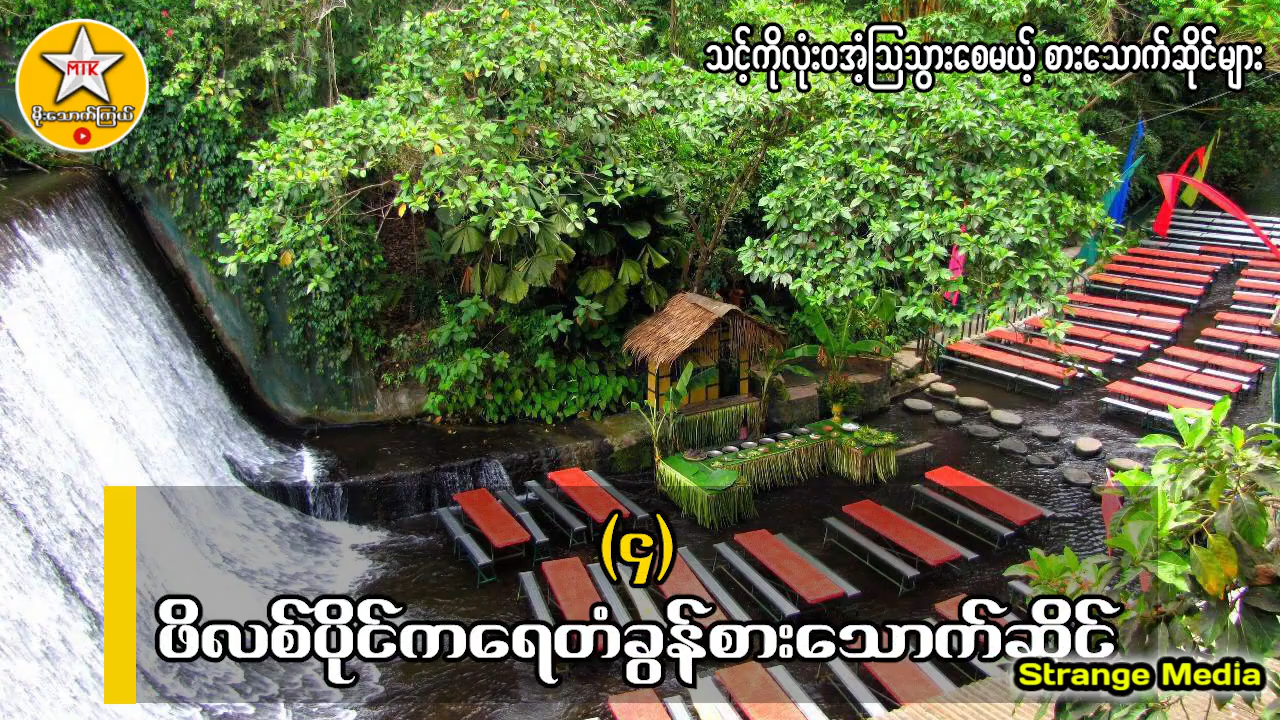 MTK
မိုးသောက်ကြယ်
သင့်ကိုလုံးဝအံ့သြသွားစေမယ့် စားသောက်ဆိုင်များ
(၄)
ဖိလစ်ပိုင်ကရေတံခွန်စားသောက်ဆိုင်
Strange Media